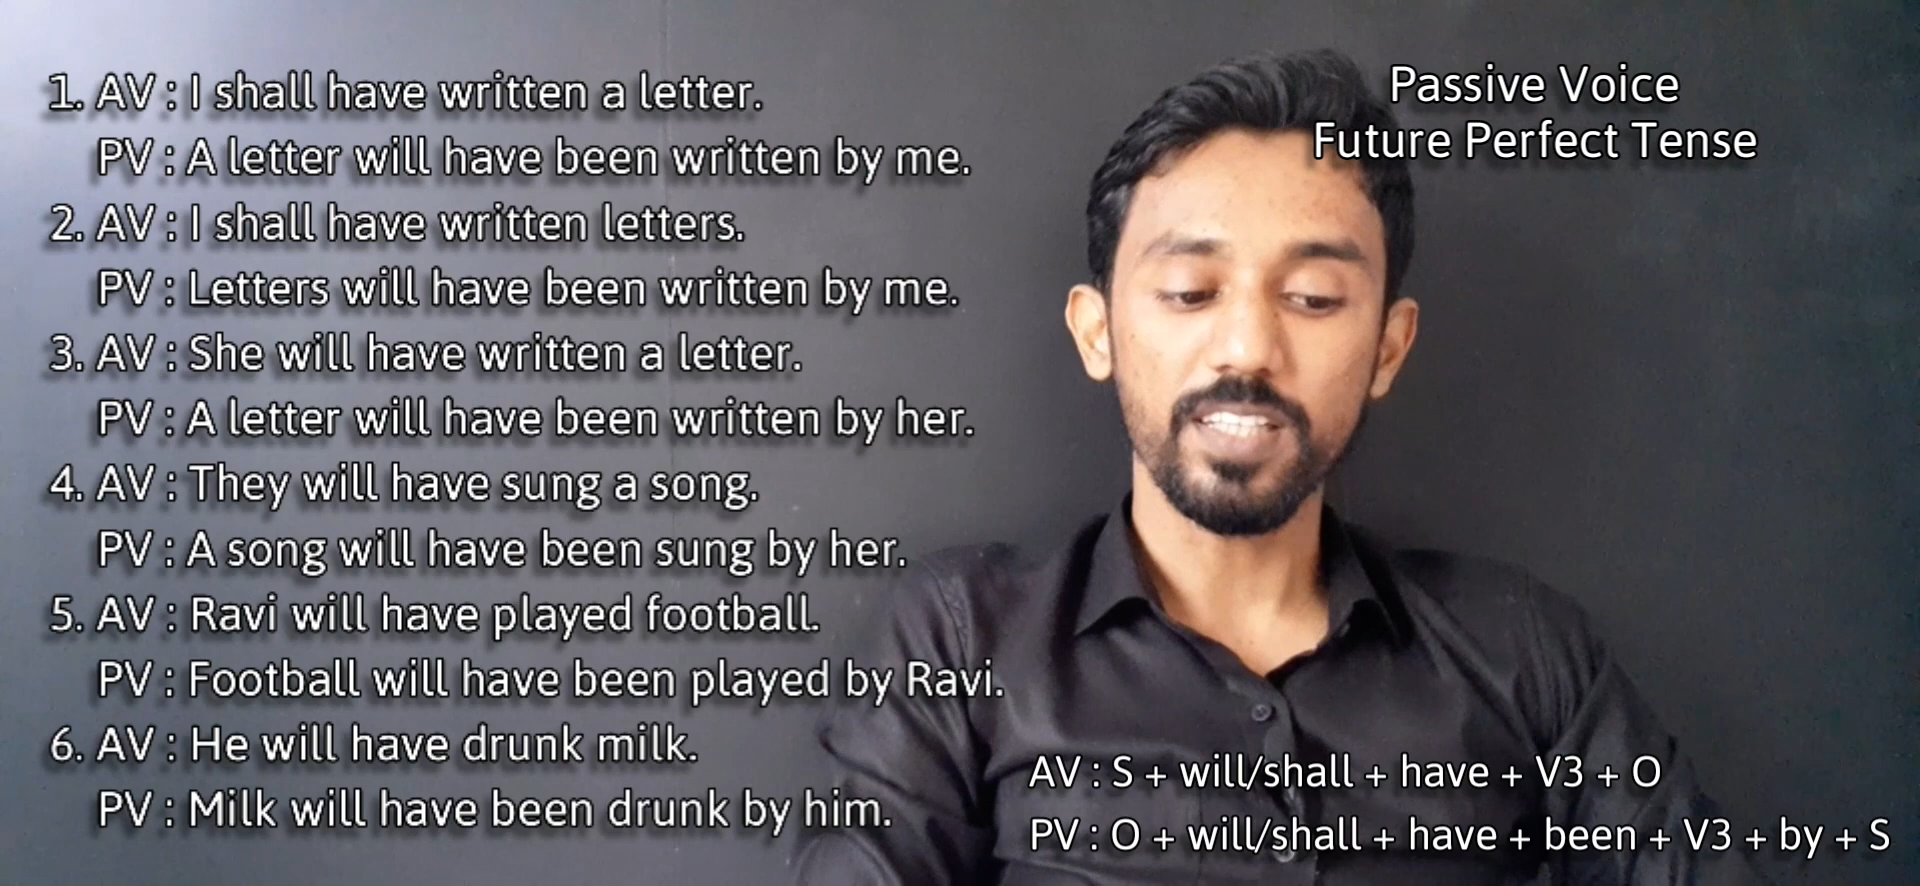 1. AV : I shall have written a letter.
PV : A letter will have been written by me.
2. AV : I shall have written letters.
PV : Letters will have been written by me.
3. AV : She will have written a letter.
PV : A letter will have been written by her.
4. AV : They will have sung a song.
PV : A song will have been sung by her.
5. AV : Ravi will have played football.
PV : Football will have been played by Ravi.
6. AV : He will have drunk milk.
PV : Milk will have been drunk by him.
Passive Voice
Future Perfect Tense
AV : S + will/shall + have + V3 + O
PV : O + will/shall + have + been + V3 + by + S